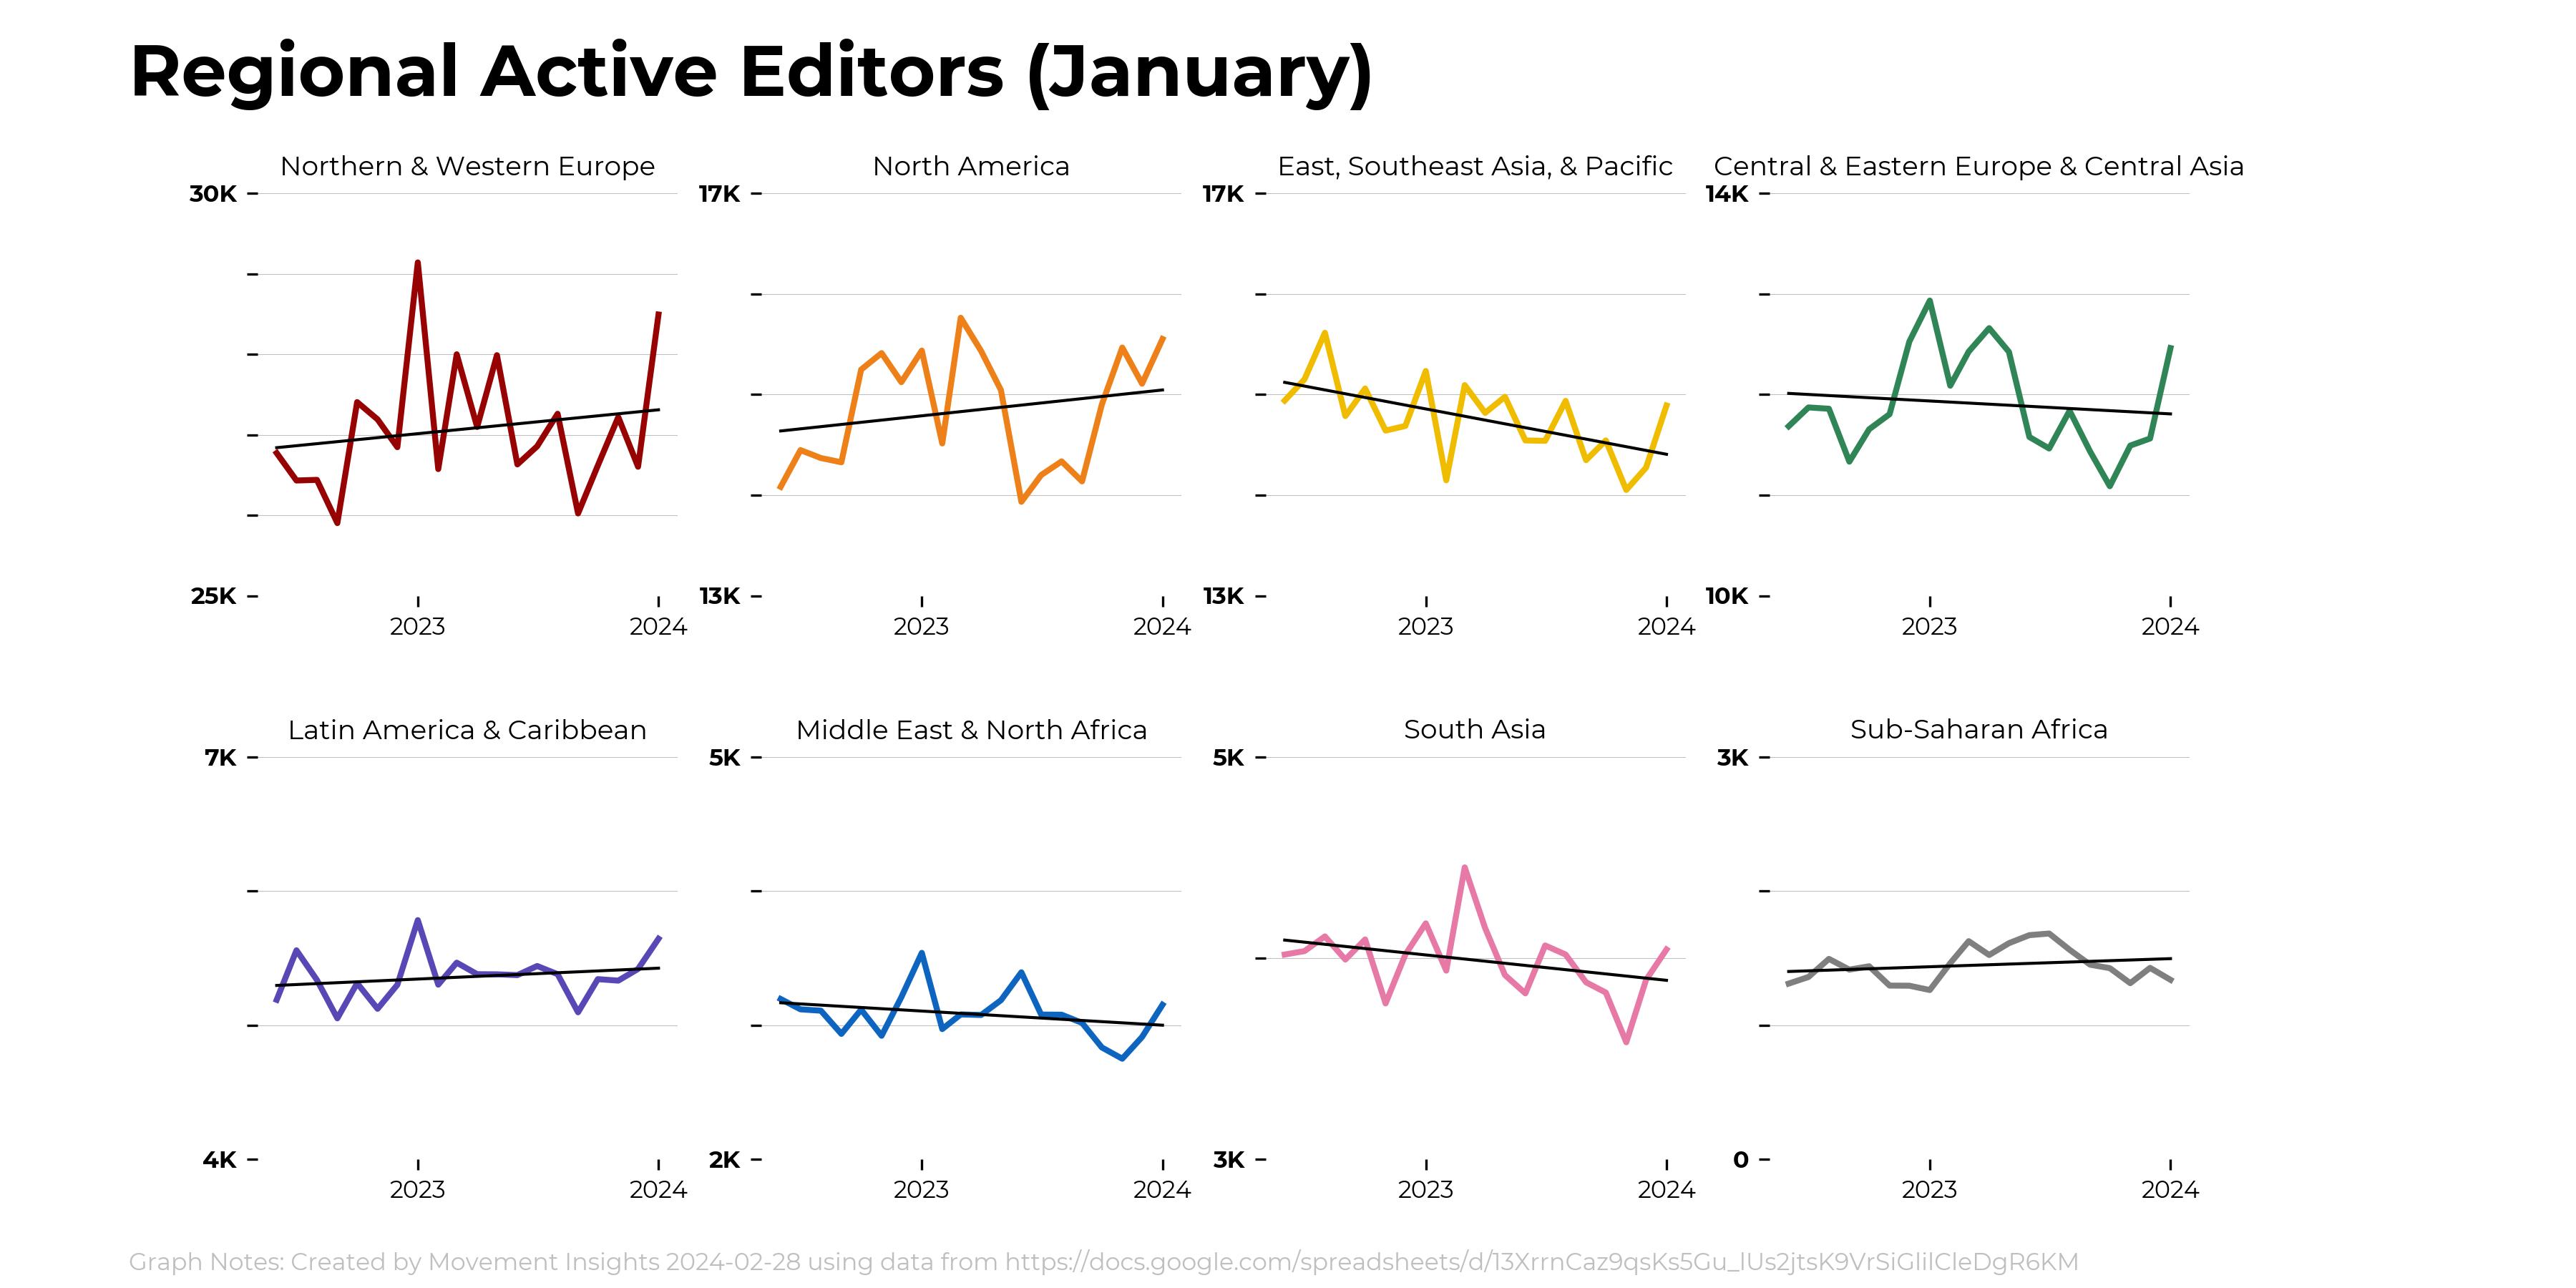 Regional Active Editors (January)
Northern & Western Europe
30K
25K
2023 2024
North America
17K
13K
2023 2024
East, Southeast Asia, & Pacific
17K
13K
2023 2024
Central & Eastern Europe & Central Asia
14K
10K
2023 2024
Latin America & Caribbean
7K
4K
2023 2024
Middle East & North Africa
5K
2K
2023 2024
South Asia
5K
3K
2023 2024
Sub-Saharan Africa
3K
0
2023 2024
Graph Notes: Created by Movement Insights 2024-02-28 using data from https://docs.google.com/spreadsheets/d/13XrrnCaz9qsKs5Gu_lUs2jtsK9VrSiGlilCleDgR6KM